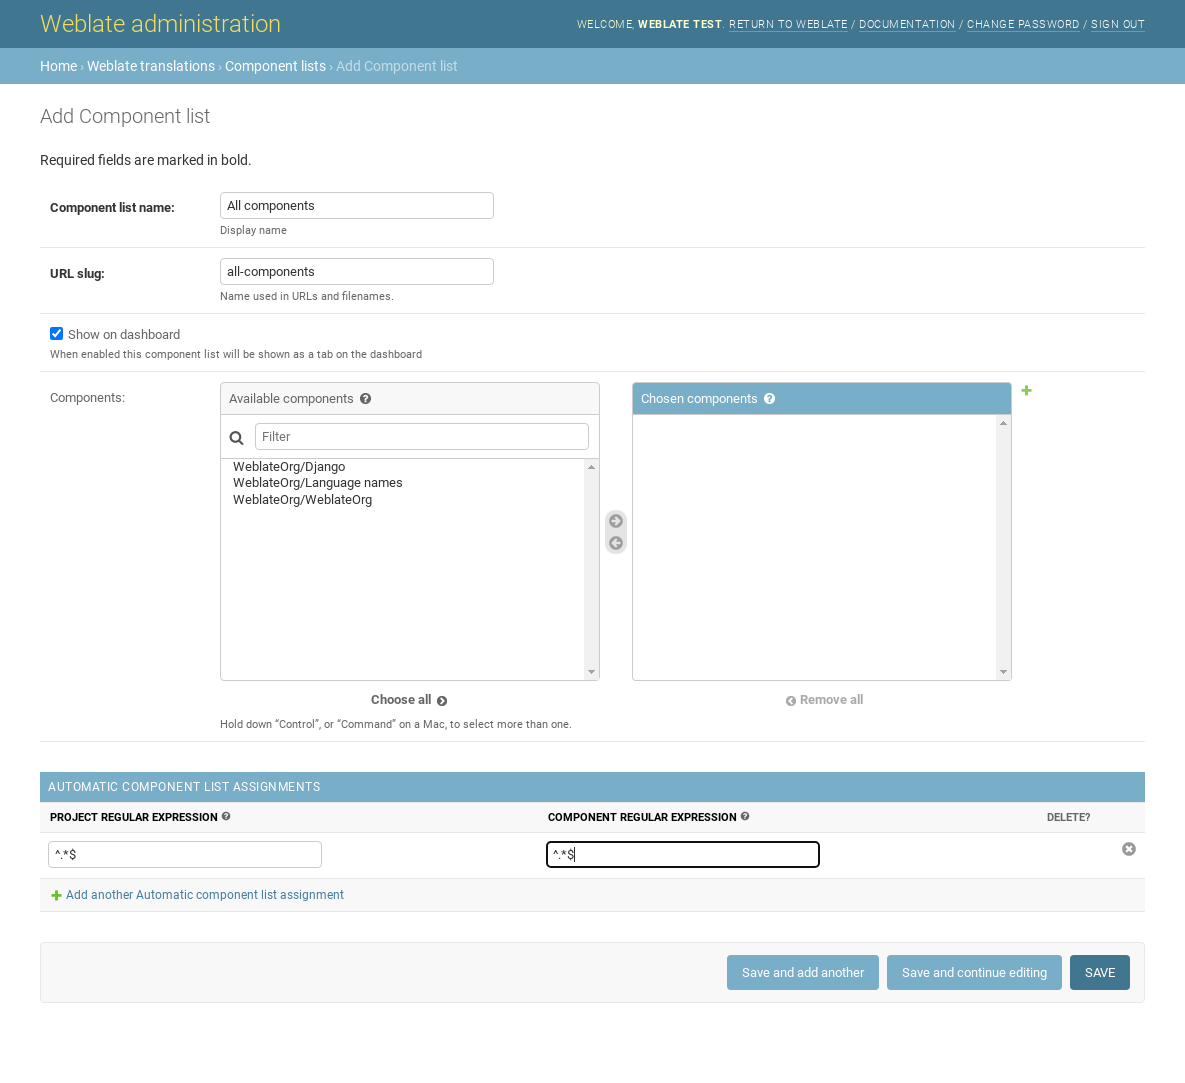 Weblate administration
WELCOME, WEBLATE TEST. RETURN TO WEBLATE / DOCUMENTATION / CHANGE PASSWORD / SIGN OUT
Home › Weblate translations › Component lists › Add Component list
Add Component list
Required fields are marked in bold.
Component list name:
All components
Display name
URL slug:
all-components
Name used in URLs and filenames.
Show on dashboard
When enabled this component list will be shown as a tab on the dashboard
Components:
Available components
Filter
WeblateOrg/Django
WeblateOrg/Language names
WeblateOrg/WeblateOrg
Choose all
Chosen components
Remove all
Hold down “Control”, or “Command” on a Mac, to select more than one.
AUTOMATIC COMPONENT LIST ASSIGNMENTS
PROJECT REGULAR EXPRESSION COMPONENT REGULAR EXPRESSION DELETE?
^.*$ ^.*$
Add another Automatic component list assignment
Save and add another Save and continue editing SAVE